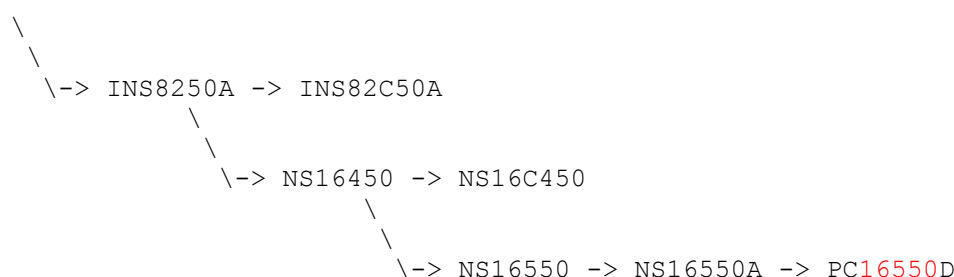 \
\
\-> INS8250A -> INS82C50A
\
\
\-> NS16450 -> NS16C450
\
\
\-> NS16550 -> NS16550A -> PC16550D